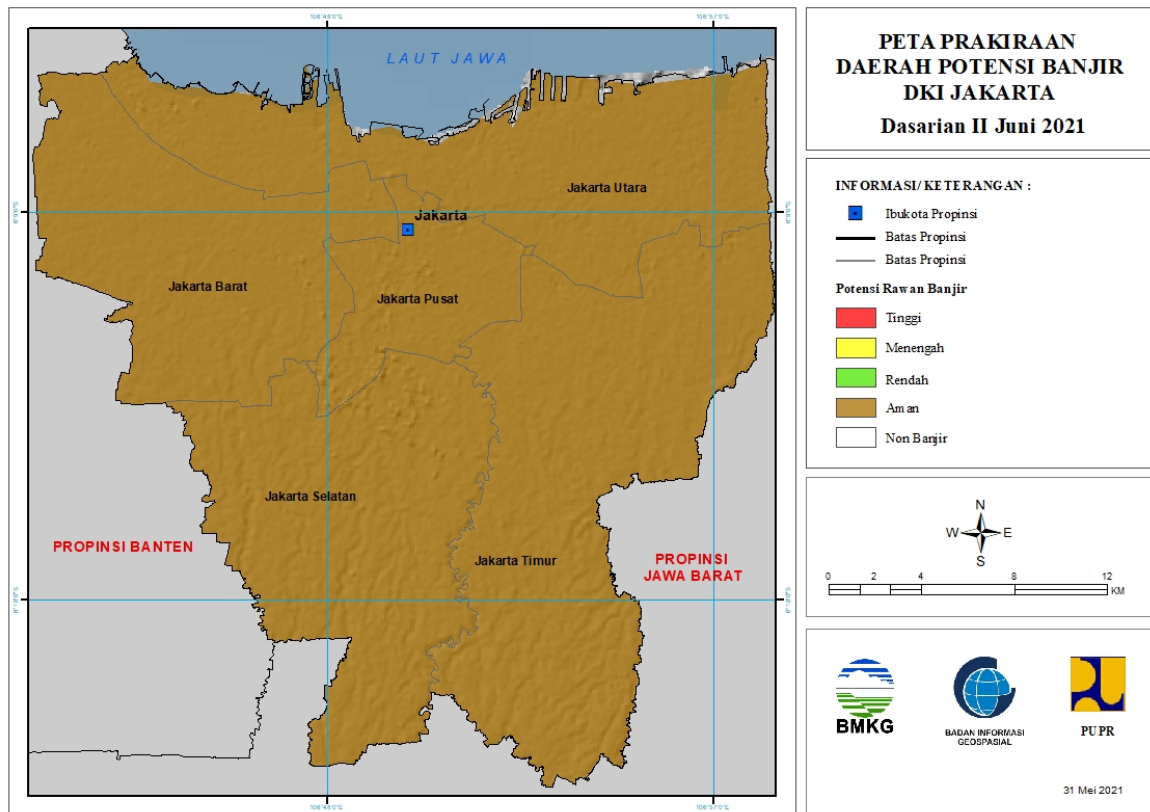 PETA PRAKIRAAN
DAERAH POTENSI BANJIR
DKI JAKARTA
Dasarian II Juni 2021
INFORMASI/ KETERANGAN :
Ibukota Propinsi
Batas Propinsi
Batas Propinsi
Potensi Rawan Banjir
Tinggi
Menengah
Rendah
Aman
Non Banjir
N
W E
S
0 2 4 8 12
KM
BMKG
BADAN INFORMASI
GEOSPASIAL
PU PR
31 Mei 2021
LAUT JAWA
Jakarta Utara
Jakarta
Jakarta Barat
Jakarta Pusat
Jakarta Selatan
Jakarta Timur
PROPINSI BANTEN
PROPINSI
JAWA BARAT